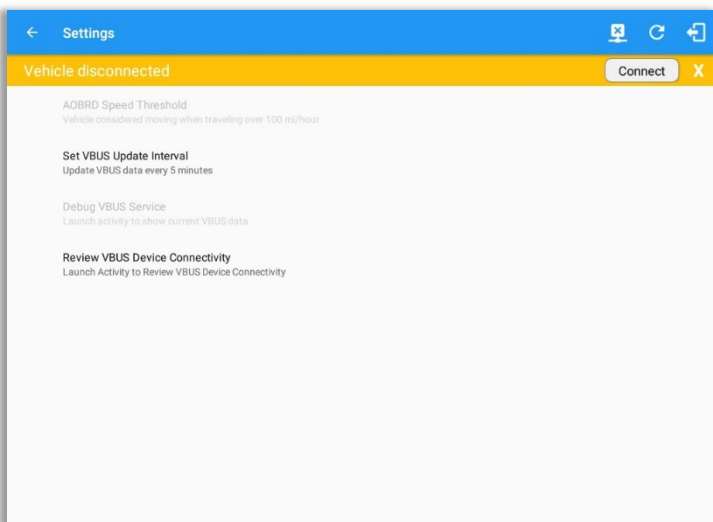 Settings
Vehicle disconnected
Connect
X
AOBRD Speed Threshold
Vehicle considered moving when traveling over 100 mi/hour
Set VBUS Update Interval
Update VBUS data every 5 minutes
Debug VBUS Service
Launch activity to show current VBUS data
Review VBUS Device Connectivity
Launch Activity to Review VBUS Device Connectivity